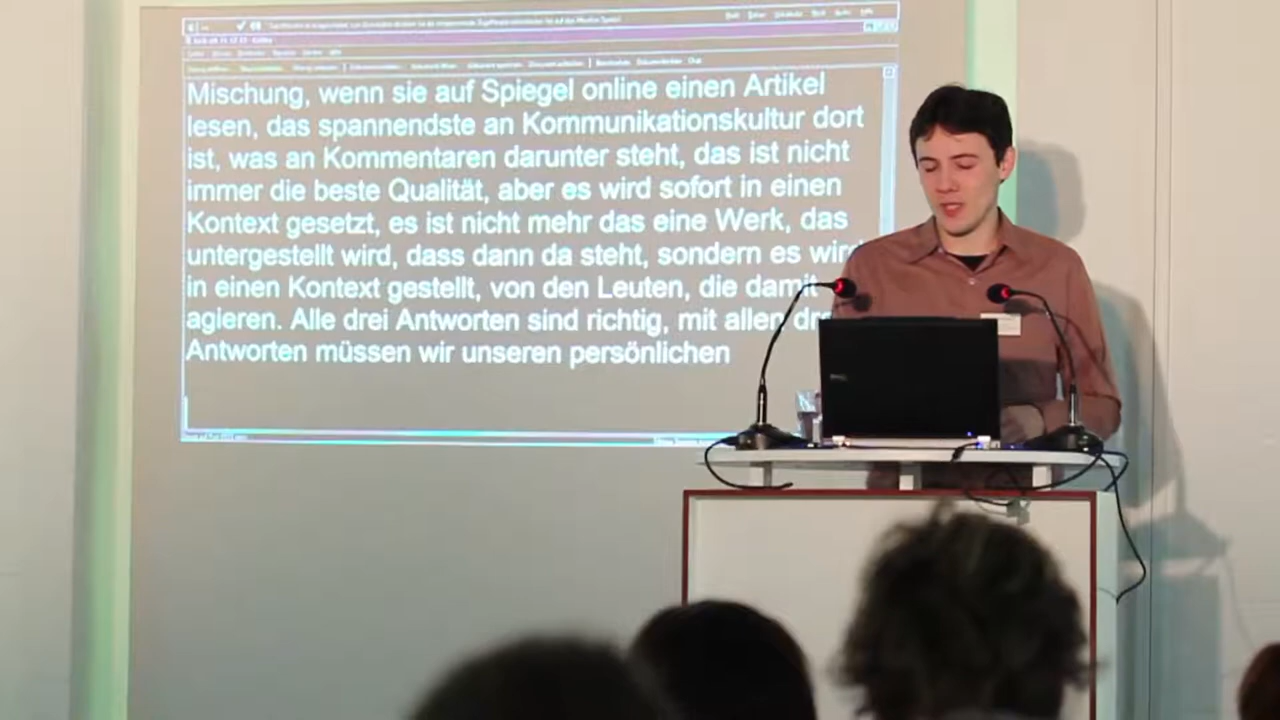 Mischung, wenn sie auf Spiegel online einen Artikel
lesen, das spannendste an Kommunikationskultur dort
ist, was an Kommentaren darunter steht, das ist nicht
immer die beste Qualität, aber es wird sofort in einen
Kontext gesetzt, es ist nicht mehr das eine Werk, das
untergestellt wird, dass dann da steht, sondern es wird
in einen Kontext gestellt, von den Leuten, die damit
agieren. Alle drei Antworten sind richtig, mit allen
Antworten müssen wir unseren persönlichen